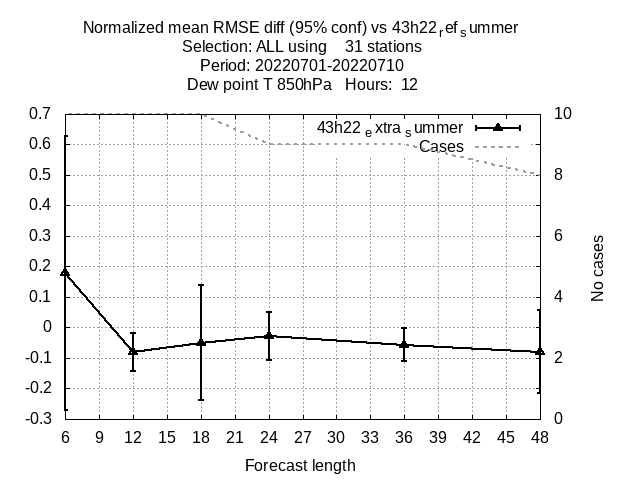 Normalized mean RMSE diff (95% conf) vs 43h22refsummer
Selection: ALL using 31 stations
Period: 20220701-20220710
Dew point T 850hPa Hours: 12
43h22extrasummer
Cases
0.7
0.6
0.5
0.4
0.3
0.2
0.1
0
-0.1
-0.2
-0.3
10
8
6
4
2
0
No cases
6 9 12 15 18 21 24 27 30 33 36 39 42 45 48
Forecast length